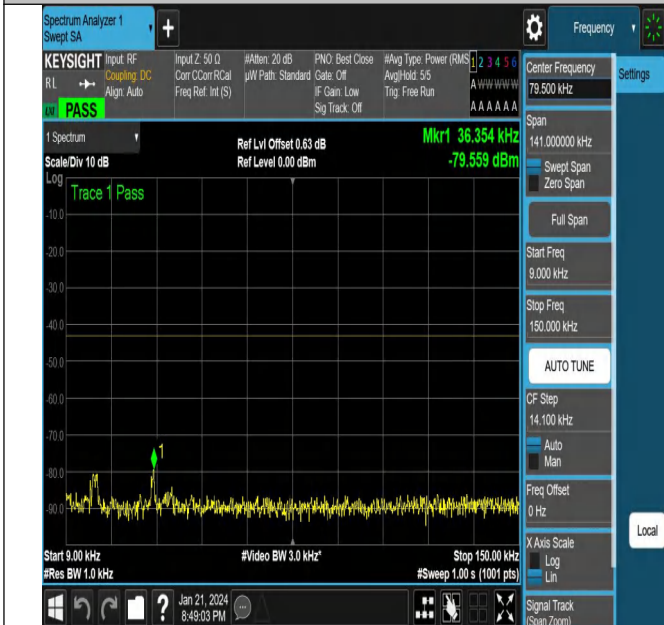 Spectrum Analyzer 1
Swept SA
Frequency
KEYSIGHT
RL
PASS
Input: RF
Coupling: DC
Align: Auto
Input Z: 50 Ω
Corr CCorr RCal
Freq Ref: Int (S)
#Atten: 20 dB
µW Path: Standard
PNO: Best Close
Gate: Off
IF Gain: Low
Sig Track: Off
#Avg Type: Power (RMS
Avg|Hold: 5/5
Trig: Free Run
1 2 3 4 5 6
A W W W W W
A A A A A A
1 Spectrum
Scale/Div 10 dB
Ref Lvl Offset 0.63 dB
Ref Level 0.00 dBm
Mkr1 36.354 kHz
-79.559 dBm
Log
Trace 1 Pass
-10.0
-20.0
-30.0
-40.0
-50.0
-60.0
-70.0
-80.0
-90.0
1
Start 9.00 kHz
#Res BW 1.0 kHz
#Video BW 3.0 kHz*
Stop 150.00 kHz
#Sweep 1.00 s (1001 pts)
Jan 21, 2024
8:49:03 PM
?
Center Frequency
79.500 kHz
Settings
Span
141.000000 kHz
Swept Span
Zero Span
Full Span
Start Freq
9.000 kHz
Stop Freq
150.000 kHz
AUTO TUNE
CF Step
14.100 kHz
Auto
Man
Freq Offset
0 Hz
X Axis Scale
Log
Lin
Local
Signal Track
(Span Zoom)